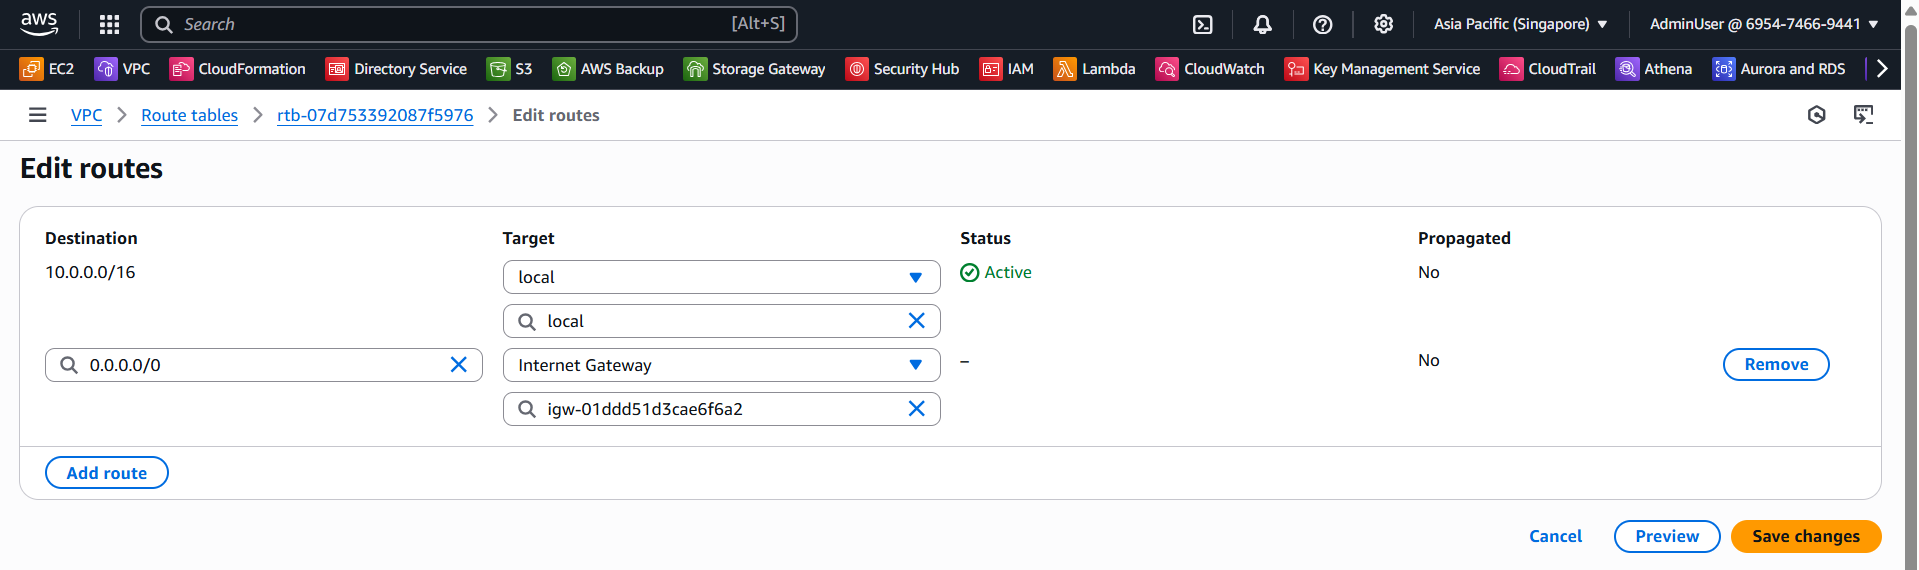 aws Search [Alt+S] Asia Pacific (Singapore) AdminUser @ 6954-7466-9441
EC2 VPC CloudFormation Directory Service S3 AWS Backup Storage Gateway Security Hub IAM Lambda CloudWatch Key Management Service CloudTrail Athena Aurora and RDS
VPC Route tables rtb-07d753392087f5976 Edit routes
Edit routes
Destination Target Status Propagated
10.0.0.0/16 local Active No
local
0.0.0.0/0 Internet Gateway – No Remove
igw-01ddd51d3cae6f6a2
Add route
Cancel Preview Save changes